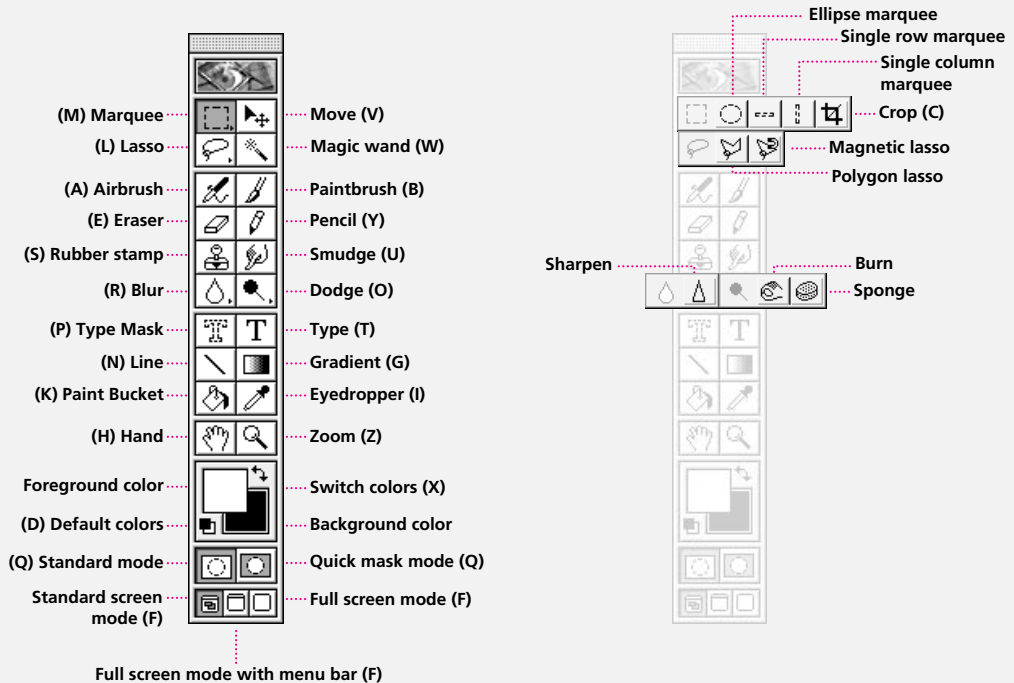 (M) Marquee
Move (V)
(L) Lasso
Magic wand (W)
(A) Airbrush
Paintbrush (B)
(E) Eraser
Pencil (Y)
(S) Rubber stamp
Smudge (U)
(R) Blur
Dodge (O)
(P) Type Mask
Type (T)
(N) Line
Gradient (G)
(K) Paint Bucket
Eyedropper (I)
(H) Hand
Zoom (Z)
Foreground color
Switch colors (X)
(D) Default colors
Background color
(Q) Standard mode
Quick mask mode (Q)
Standard screen
mode (F)
Full screen mode (F)
Full screen mode with menu bar (F)
Ellipse marquee
Single row marquee
Single column
marquee
Crop (C)
Magnetic lasso
Polygon lasso
Sharpen
Burn
Sponge